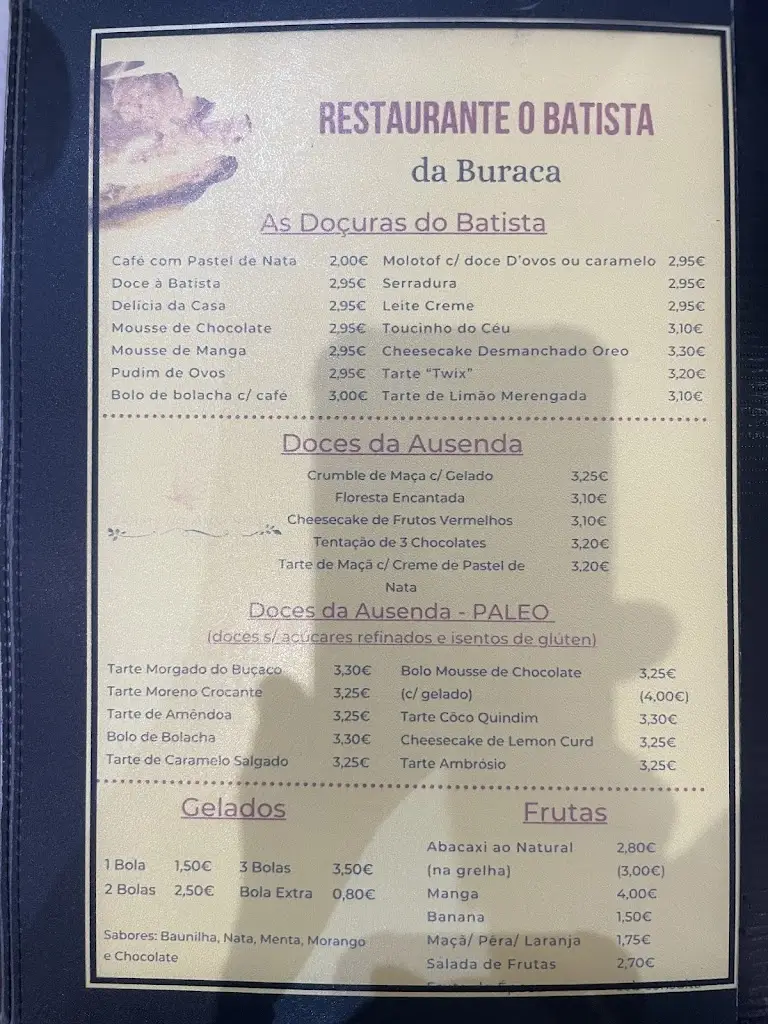 RESTAURANTE O BATISTA
da Buraca
As Doçuras do Batista
Café com Pastel de Nata 2,00€
Doce à Batista 2,95€
Delícia da Casa 2,95€
Mousse de Chocolate 2,95€
Mousse de Manga 2,95€
Pudim de Ovos 2,95€
Bolo de bolacha c/ café 3,00€
Molotof c/ doce D'ovos ou caramelo 2,95€
Serradura 2,95€
Leite Creme 2,95€
Toucinho do Céu 3,10€
Cheesecake Desmanchado Oreo 3,30€
Tarte "Twix" 3,20€
Tarte de Limão Merengada 3,10€
Doces da Ausenda
Crumble de Maça c/ Gelado 3,25€
Floresta Encantada 3,10€
Cheesecake de Frutos Vermelhos 3,10€
Tentação de 3 Chocolates 3,20€
Tarte de Maçã c/ Creme de Pastel de 3,20€
Nata
Doces da Ausenda - PALEO
(doces s/ açúcares refinados e isentos de glúten)
Tarte Morgado do Buçaco 3,30€
Tarte Moreno Crocante 3,25€
Tarte de Amêndoa 3,25€
Bolo de Bolacha 3,30€
Tarte de Caramelo Salgado 3,25€
Bolo Mousse de Chocolate 3,25€
(c/ gelado) (4,00€)
Tarte Côco Quindim 3,30€
Cheesecake de Lemon Curd 3,25€
Tarte Ambrósio 3,25€
Gelados
1 Bola 1,50€ 3 Bolas 3,50€
2 Bolas 2,50€ Bola Extra 0,80€
Sabores: Baunilha, Nata, Menta, Morango
e Chocolate
Frutas
Abacaxi ao Natural 2,80€
(na grelha) (3,00€)
Manga 4,00€
Banana 1,50€
Maçã/ Pêra/ Laranja 1,75€
Salada de Frutas 2,70€